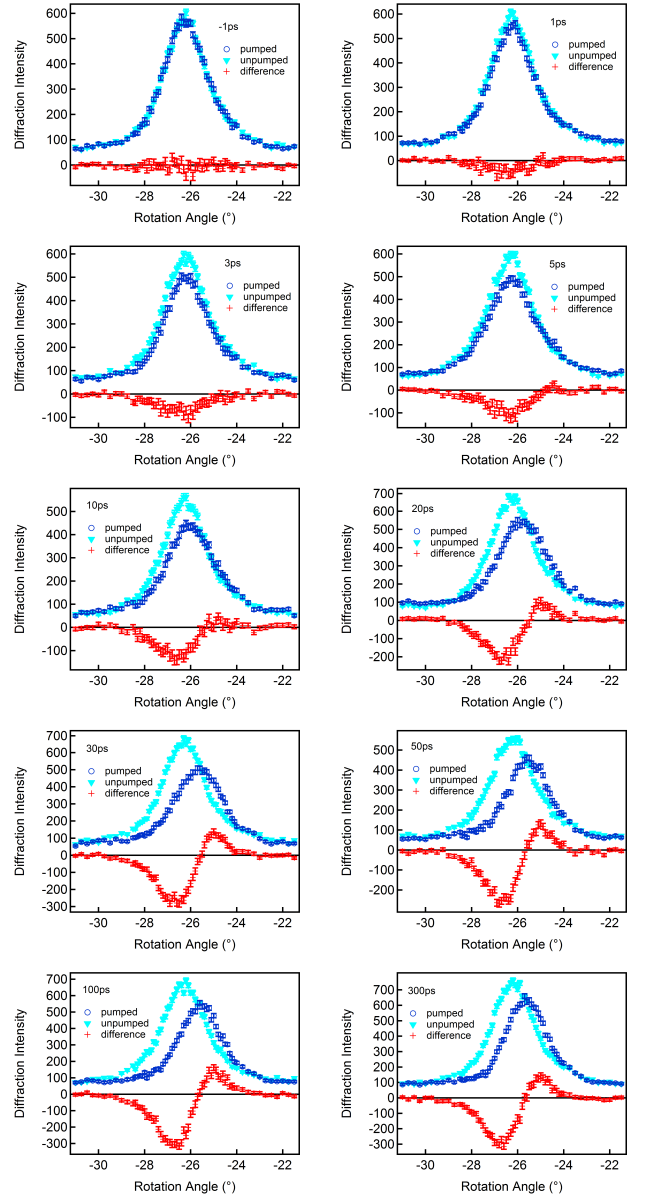 -1ps
pumped
unpumped
difference
Diffraction Intensity
600
500
400
300
200
100
0
-30 -28 -26 -24 -22
Rotation Angle (°)
1ps
pumped
unpumped
difference
Diffraction Intensity
600
500
400
300
200
100
0
-30 -28 -26 -24 -22
Rotation Angle (°)
3ps
pumped
unpumped
difference
Diffraction Intensity
600
500
400
300
200
100
0
-100
-30 -28 -26 -24 -22
Rotation Angle (°)
5ps
pumped
unpumped
difference
Diffraction Intensity
600
500
400
300
200
100
0
-100
-30 -28 -26 -24 -22
Rotation Angle (°)
10ps
pumped
unpumped
difference
Diffraction Intensity
500
400
300
200
100
0
-100
-30 -28 -26 -24 -22
Rotation Angle (°)
20ps
pumped
unpumped
difference
Diffraction Intensity
700
600
500
400
300
200
100
0
-100
-200
-30 -28 -26 -24 -22
Rotation Angle (°)
30ps
pumped
unpumped
difference
Diffraction Intensity
700
600
500
400
300
200
100
0
-100
-200
-300
-30 -28 -26 -24 -22
Rotation Angle (°)
50ps
pumped
unpumped
difference
Diffraction Intensity
500
400
300
200
100
0
-100
-200
-30 -28 -26 -24 -22
Rotation Angle (°)
100ps
pumped
unpumped
difference
Diffraction Intensity
700
600
500
400
300
200
100
0
-100
-200
-300
-30 -28 -26 -24 -22
Rotation Angle (°)
300ps
pumped
unpumped
difference
Diffraction Intensity
700
600
500
400
300
200
100
0
-100
-200
-300
-30 -28 -26 -24 -22
Rotation Angle (°)